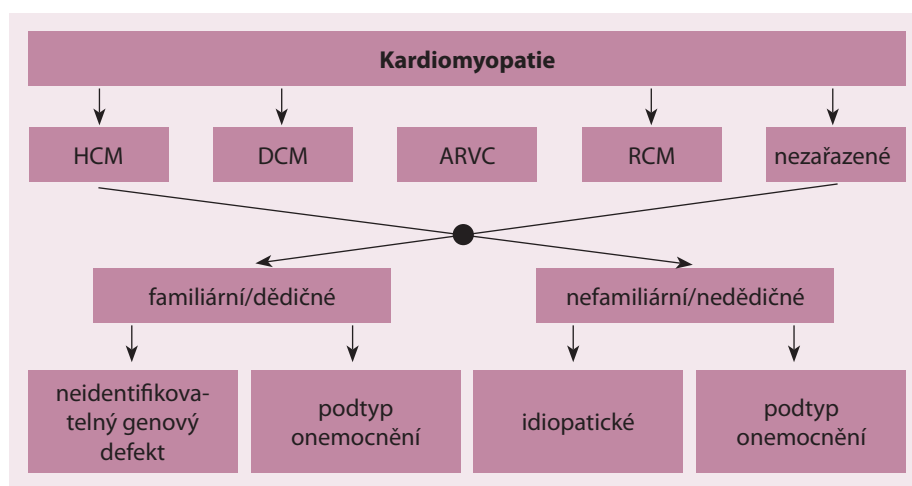 Kardiomyopatie
HCM
DCM
ARVC
RCM
nezařazené
familiární/dědičné
nefamiliární/nedědičné
neidentifikova-
telný genový
defekt
podtyp
onemocnění
idiopatické
podtyp
onemocnění